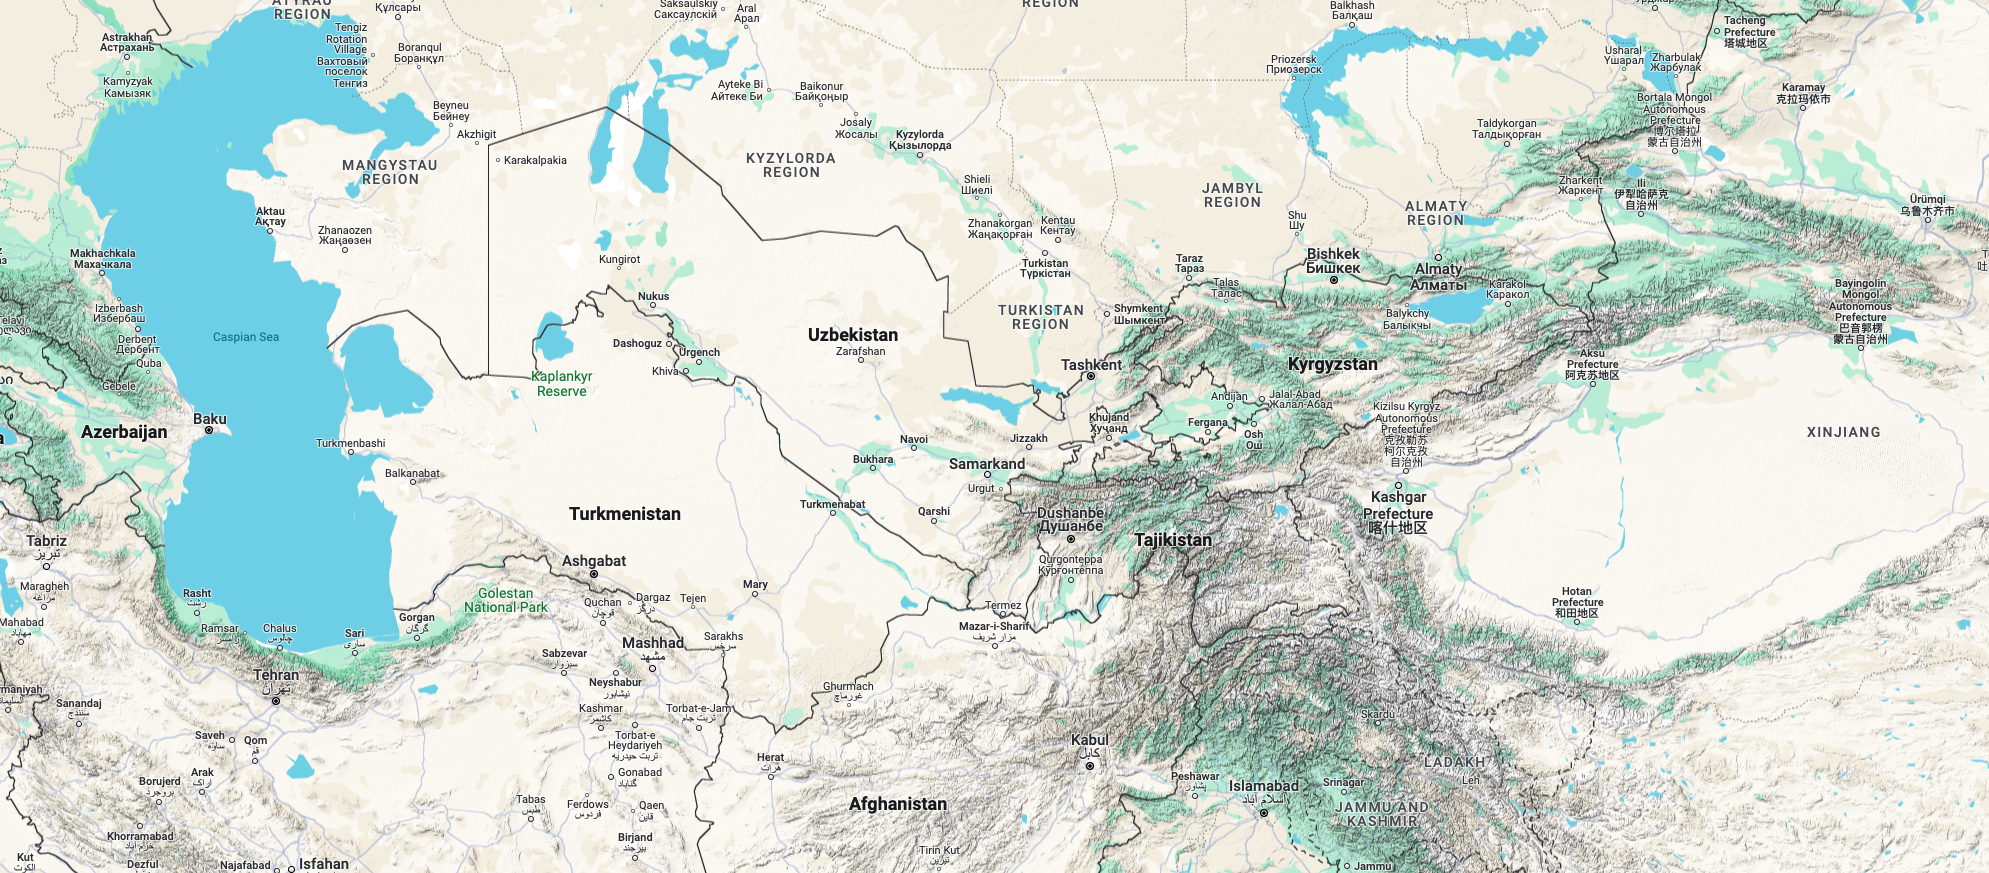 ATYRAU
REGION
Құлсары
Saksaulskiy
Саксаулскiй
Aral
Арал
REGION
Balkhash
Балқаш
Tacheng
Prefecture
塔城地区
Astrakhan
Астрахань
Tengiz
Rotation
Village
Вахтовый
поселок
Тенгиз
Boranqul
Боранқұл
Priozersk
Приозерск
Usharal
Үшарал
Zharbulak
Жарбулақ
Kamyzyak
Камызяк
Ayteke Bi
Айтеке Би
Baikonur
Байқоңыр
Karamay
克拉玛依市
Beyneu
Бейнеу
Akzhigit
Josaly
Жосалы
Kyzylorda
Қызылорда
Taldykorgan
Талдықорған
Bortala Mongol
Autonomous
Prefecture
博尔塔拉
蒙古自治州
Karakalpakia
MANGYSTAU
REGION
KYZYLORDA
REGION
Shieli
Шиелі
JAMBYL
REGION
Zharkent
Жаркент
Ili
伊犁哈萨克
自治州
Ürümqi
乌鲁木齐市
Aktau
Ақтау
Zhanaozen
Жаңаөзен
Zhanakorgan
Жаңақорған
Kentau
Кентау
Shu
Шу
ALMATY
REGION
Makhachkala
Махачкала
Kungirot
Turkistan
Түркістан
Taraz
Тараз
Bishkek
Бишкек
Almaty
Алматы
Talas
Талас
Karakol
Каракол
Bayingolin
Mongol
Autonomous
Prefecture
巴音郭楞
蒙古自治州
Izberbash
Избербаш
Nukus
TURKISTAN
REGION
Shymkent
Шымкент
Balykchy
Балыкчы
Telavi
თელავი
Derbent
Дербент
Caspian Sea
Dashoguz
Urgench
Uzbekistan
Zarafshan
Quba
Khiva
Tashkent
Kyrgyzstan
Aksu
Prefecture
阿克苏地区
Gebele
Kaplankyr
Reserve
Andijan
Jalal-Abad
Жалал-Абад
Kizilsu Kyrgyz
Autonomous
Prefecture
克孜勒苏
柯尔克孜
自治州
Azerbaijan
Baku
Khujand
Хуҷанд
Fergana
Osh
Ош
XINJIANG
Turkmenbashi
Navoi
Jizzakh
Bukhara
Samarkand
Balkanabat
Urgut
Kashgar
Prefecture
喀什地区
Turkmenistan
Turkmenabat
Qarshi
Dushanbe
Душанбе
Tajikistan
Tabriz
تبریز
Ashgabat
Qurgonteppa
Қӯрғонтеппа
Maragheh
مراغه
Rasht
رشت
Golestan
National Park
Mary
Quchan
قوچان
Dargaz
درگز
Tejen
Termez
Hotan
Prefecture
和田地区
Mahabad
مهاباد
Ramsar
رامسر
Chalus
چالوس
Sari
ساری
Gorgan
گرگان
Mashhad
مشهد
Sarakhs
سرخس
Mazar-i-Sharif
مزار شریف
Sabzevar
سبزوار
Tehran
تهران
Neyshabur
نیشابور
Ghurmach
غورماچ
Sanandaj
سنندج
Kashmar
کاشمر
Torbat-e-Jam
تربت جام
Skardu
Saveh
ساوه
Qom
قم
Torbat-e
Heydariyeh
تربت حیدریه
Kabul
کابل
Herat
هرات
LADAKH
Leh
Borujerd
بروجرد
Arak
اراک
Gonabad
گناباد
Peshawar
پشاور
Islamabad
اسلام آباد
Srinagar
Tabas
طبس
Ferdows
فردوس
Qaen
قاین
Afghanistan
JAMMU AND
KASHMIR
Khorramabad
خرم آباد
Birjand
بیرجند
Tirin Kut
تیرین
Kut
الكوت
Dezful
دزفول
Najafabad
Isfahan
Jammu